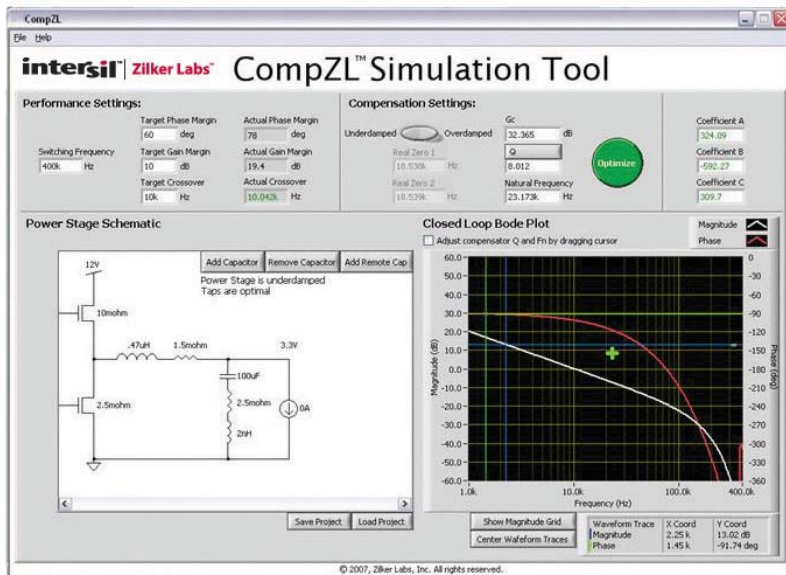 CompZL
File Help
intersil Zilker Labs™ CompZL™ Simulation Tool
Performance Settings:
Target Phase Margin
60 deg
Actual Phase Margin
78 deg
Switching Frequency
400k Hz
Target Gain Margin
10 dB
Actual Gain Margin
19.4 dB
Target Crossover
10k Hz
Actual Crossover
10.042k Hz
Compensation Settings:
Underdamped Overdamped
Gc
32.365 dB
Real Zero 1
18.538k Hz
Q
8.012
Real Zero 2
18.539k Hz
Natural Frequency
23.173k Hz
Optimize
Coefficient A
324.09
Coefficient B
-592.27
Coefficient C
309.7
Power Stage Schematic
Add Capacitor Remove Capacitor Add Remote Cap
Power Stage is underdamped
Taps are optimal
12V
10mohm
.47uH
1.5mohm
3.3V
100uF
2.5mohm
2.5mohm
0A
2nH
Save Project Load Project
Closed Loop Bode Plot
Magnitude
Phase
Adjust compensator Q and Fn by dragging cursor
Magnitude (dB)
60.0
50.0
40.0
30.0
20.0
10.0
0.0
-10.0
-20.0
-30.0
-40.0
-50.0
-60.0
0
-30
-60
-90
-120
-150
-180
-210
-240
-270
-300
-330
-360
Phase (deg)
1.0k 10.0k 100.0k 400.0k
Frequency (Hz)
Show Magnitude Grid
Center Wafeform Traces
Waveform Trace X Coord Y Coord
Magnitude 2.25 k 13.02 dB
Phase 1.45 k -91.74 deg
© 2007, Zilker Labs, Inc. All rights reserved.